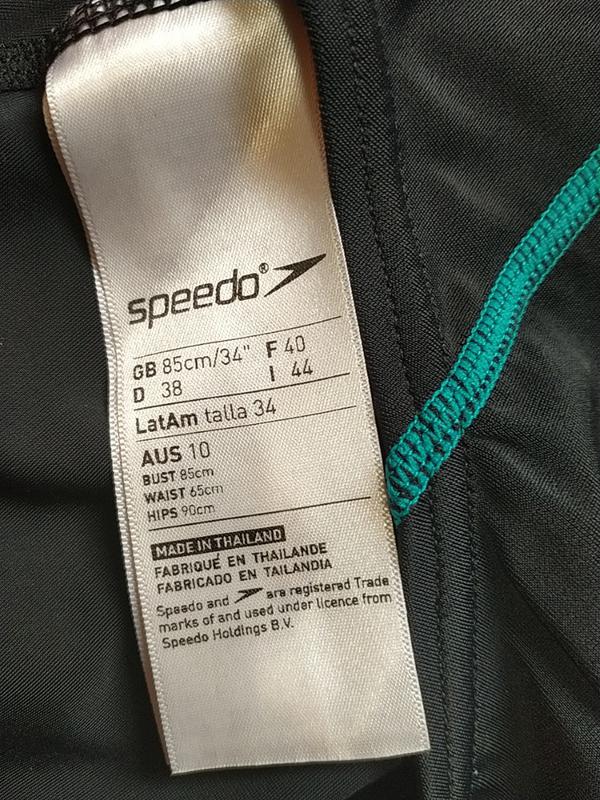 speedo®
GB 85cm/34" F 40
D 38 I 44
LatAm talla 34
AUS 10
BUST 85cm
WAIST 65cm
HIPS 90cm
MADE IN THAILAND
FABRIQUÉ EN THAILANDE
FABRICADO EN TAILANDIA
Speedo and are registered Trade
marks of and used under licence from
Speedo Holdings B.V.